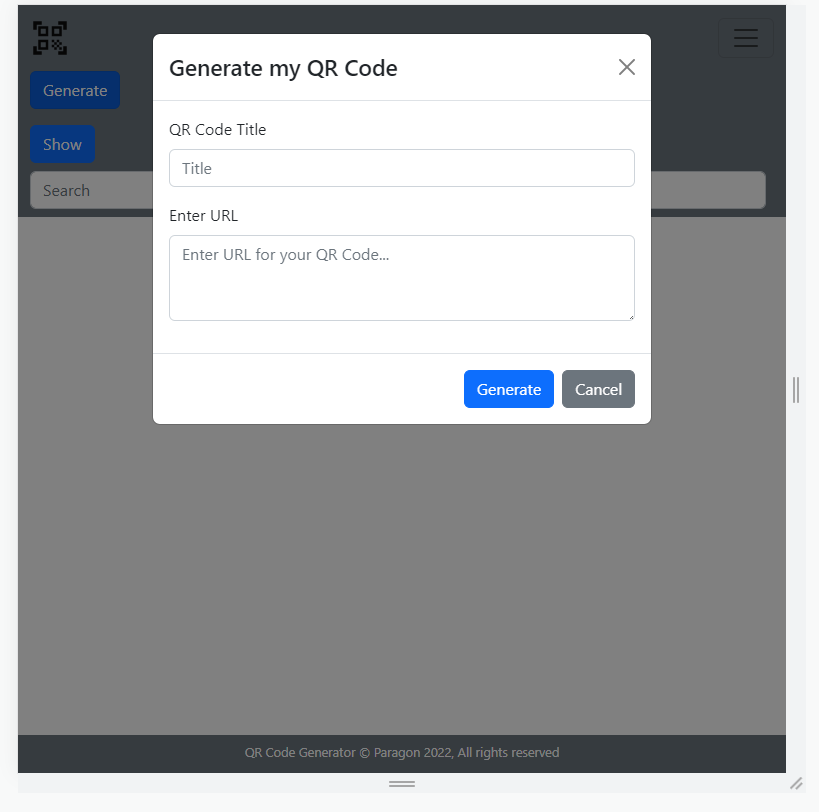 Generate my QR Code
Generate
QR Code Title
Show
Title
Search
Enter URL
Enter URL for your QR Code...
Generate
Cancel
QR Code Generator © Paragon 2022, All rights reserved